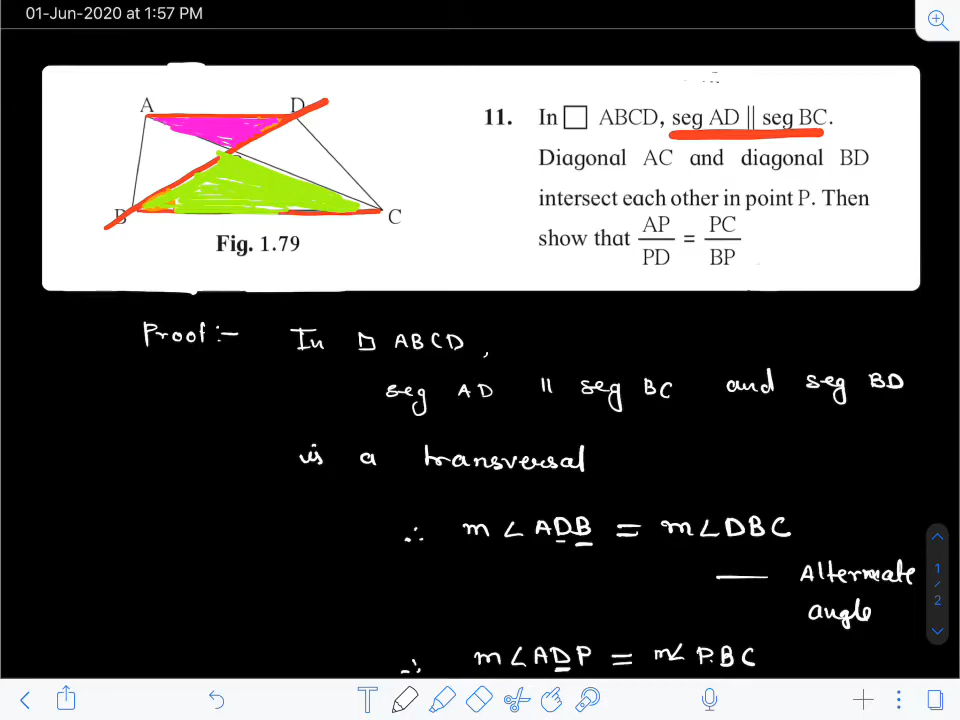 01-Jun-2020 at 1:57 PM
A
D
B
C
Fig. 1.79
11. In □ ABCD, seg AD || seg BC.
Diagonal AC and diagonal BD
intersect each other in point P. Then
show that AP/PD = PC/BP
Proof :- In □ ABCD,
seg AD || seg BC and seg BD
is a transversal
∴ m∠ADB = m∠DBC
— Alternate
angle
∴ m∠ADP = m∠PBC
1/2
T